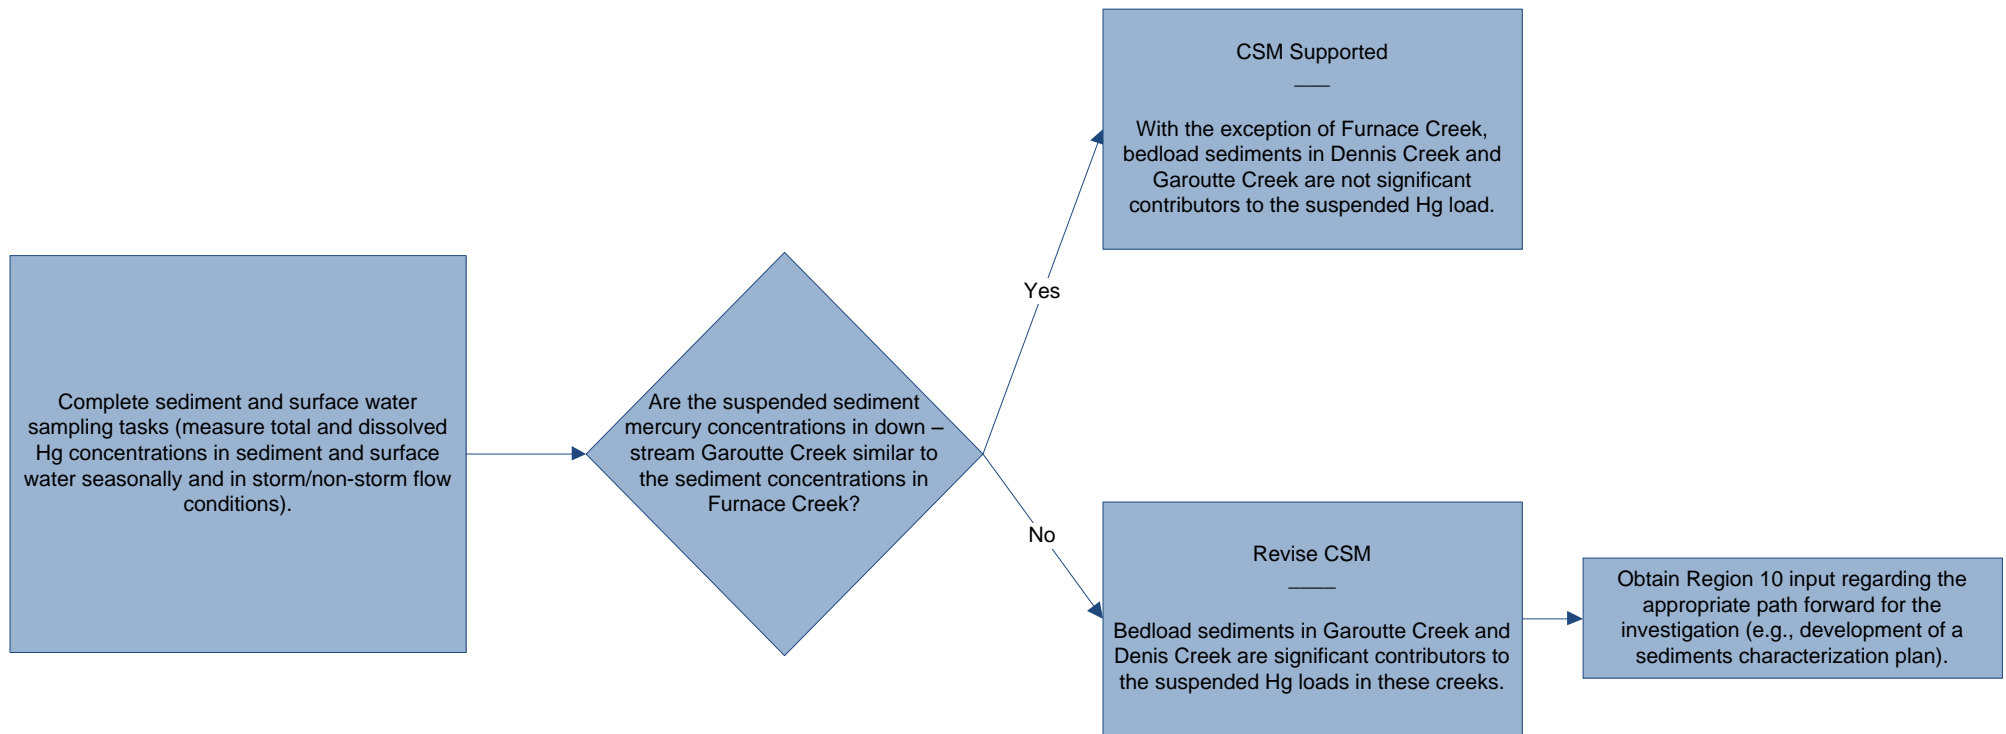 Complete sediment and surface water
sampling tasks (measure total and dissolved
Hg concentrations in sediment and surface
water seasonally and in storm/non-storm flow
conditions).
Are the suspended sediment
mercury concentrations in down –
stream Garoutte Creek similar to
the sediment concentrations in
Furnace Creek?
Yes
CSM Supported
___
With the exception of Furnace Creek,
bedload sediments in Dennis Creek and
Garoutte Creek are not significant
contributors to the suspended Hg load.
No
Revise CSM
____
Bedload sediments in Garoutte Creek and
Denis Creek are significant contributors to
the suspended Hg loads in these creeks.
Obtain Region 10 input regarding the
appropriate path forward for the
investigation (e.g., development of a
sediments characterization plan).